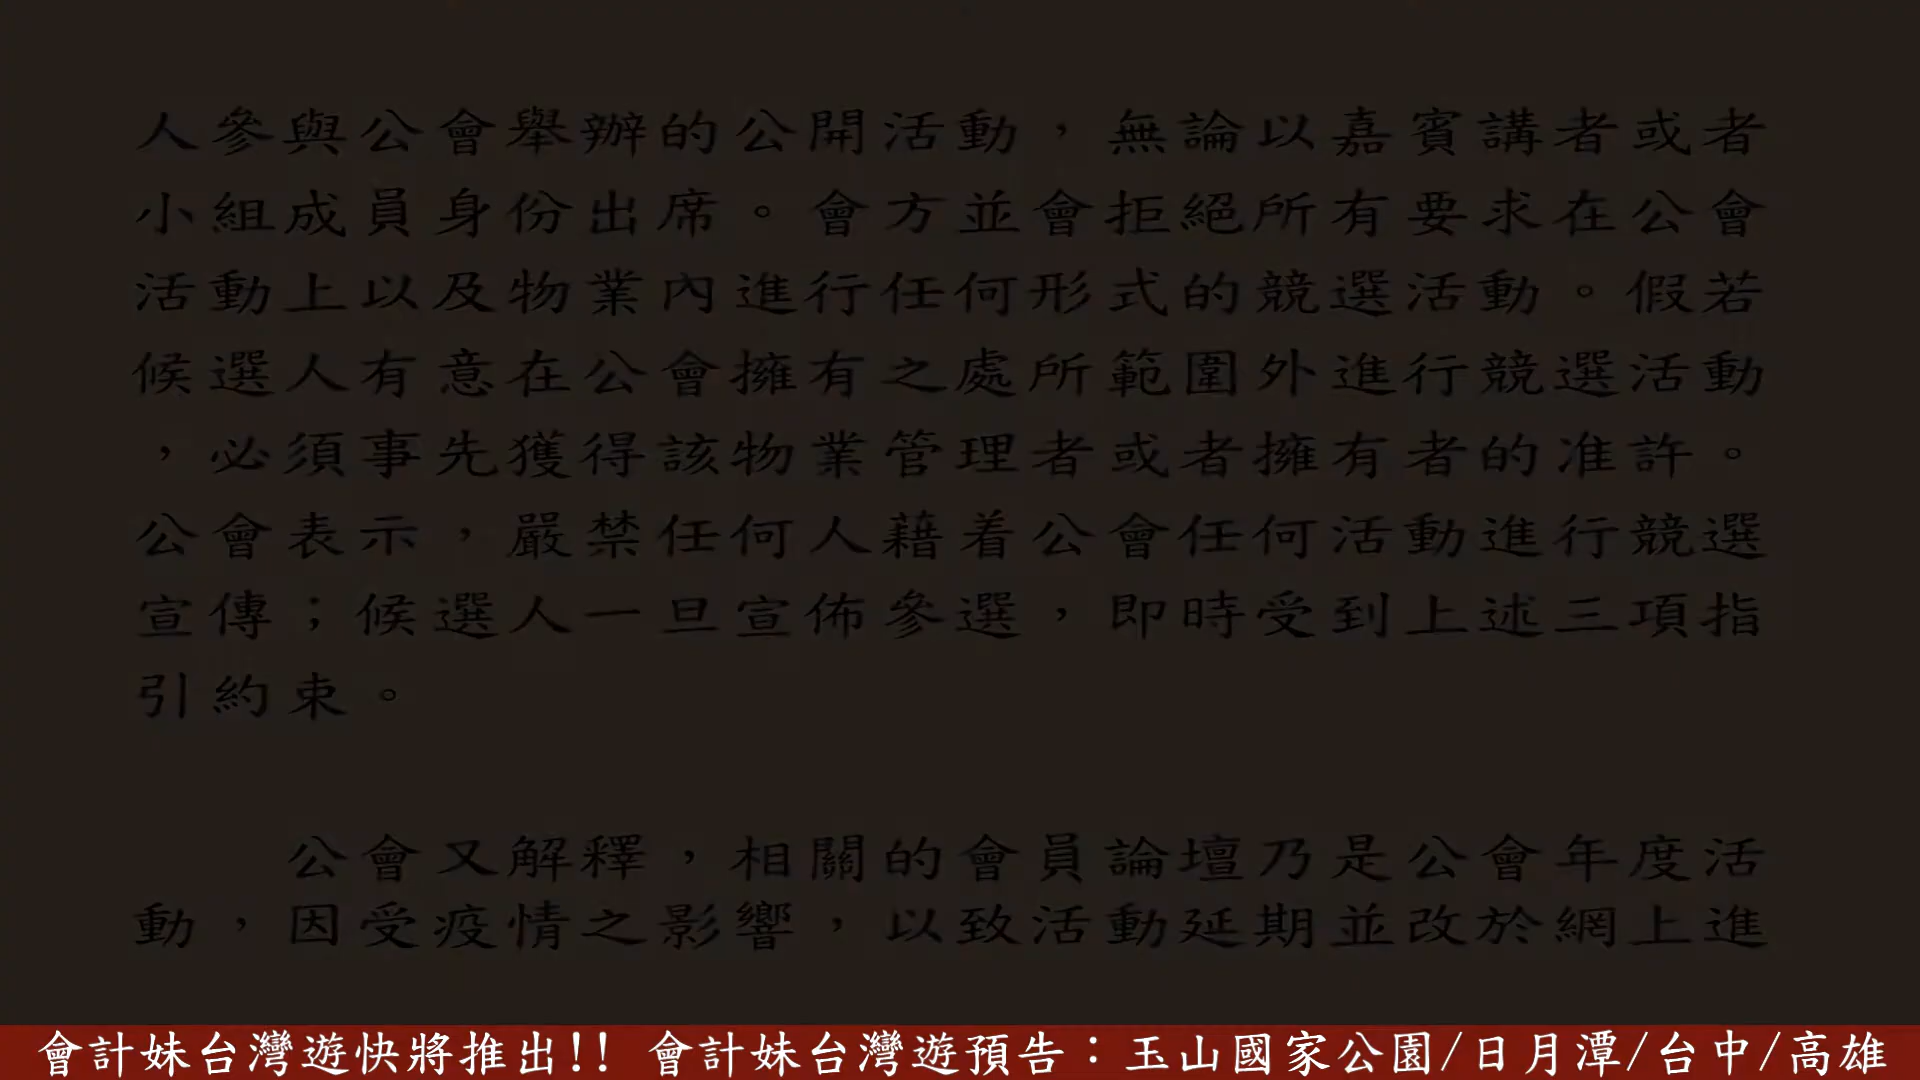 人參與公會舉辦的公開活動，無論以嘉賓講者或者
小組成員身份出席。會方並會拒絕所有要求在公會
活動上以及物業內進行任何形式的競選活動。假若
候選人有意在公會擁有之處所範圍外進行競選活動
，必須事先獲得該物業管理者或者擁有者的准許。
公會表示，嚴禁任何人藉着公會任何活動進行競選
宣傳；候選人一旦宣佈參選，即時受到上述三項指
引約束。
公會又解釋，相關的會員論壇乃是公會年度活
動，因受疫情之影響，以致活動延期並改於網上進
會計妹台灣遊快將推出!! 會計妹台灣遊預告：玉山國家公園/日月潭/台中/高雄